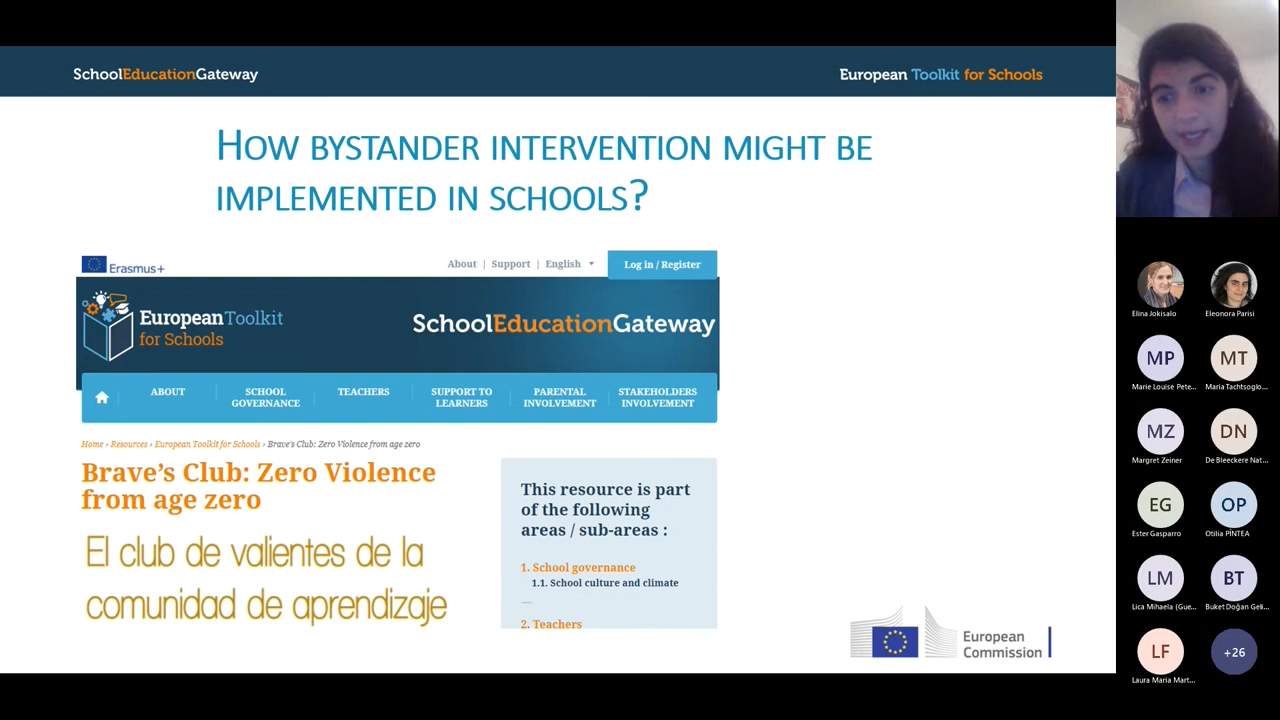 SchoolEducationGateway
European Toolkit for Schools
HOW BYSTANDER INTERVENTION MIGHT BE
IMPLEMENTED IN SCHOOLS?
Erasmus+
About | Support | English
Log in / Register
EuropeanToolkit
for Schools
SchoolEducationGateway
ABOUT
SCHOOL
GOVERNANCE
TEACHERS
SUPPORT TO
LEARNERS
PARENTAL
INVOLVEMENT
STAKEHOLDERS
INVOLVEMENT
Home › Resources › European Toolkit for Schools › Brave's Club: Zero Violence from age zero
Brave's Club: Zero Violence
from age zero
El club de valientes de la
comunidad de aprendizaje
This resource is part
of the following
areas / sub-areas :
1. School governance
1.1. School culture and climate
2. Teachers
European
Commission
Elina Jokisalo
Eleonora Parisi
MP
Marie Louise Pete...
MT
Maria Tachtsoglo...
MZ
Margret Zeiner
DN
De Bleeckere Nat...
EG
Ester Gasparro
OP
Otilia PÎNTEA
LM
Lica Mihaela (Gue...
BT
Buket Doğan Geli...
LF
Laura Maria Mart...
+26